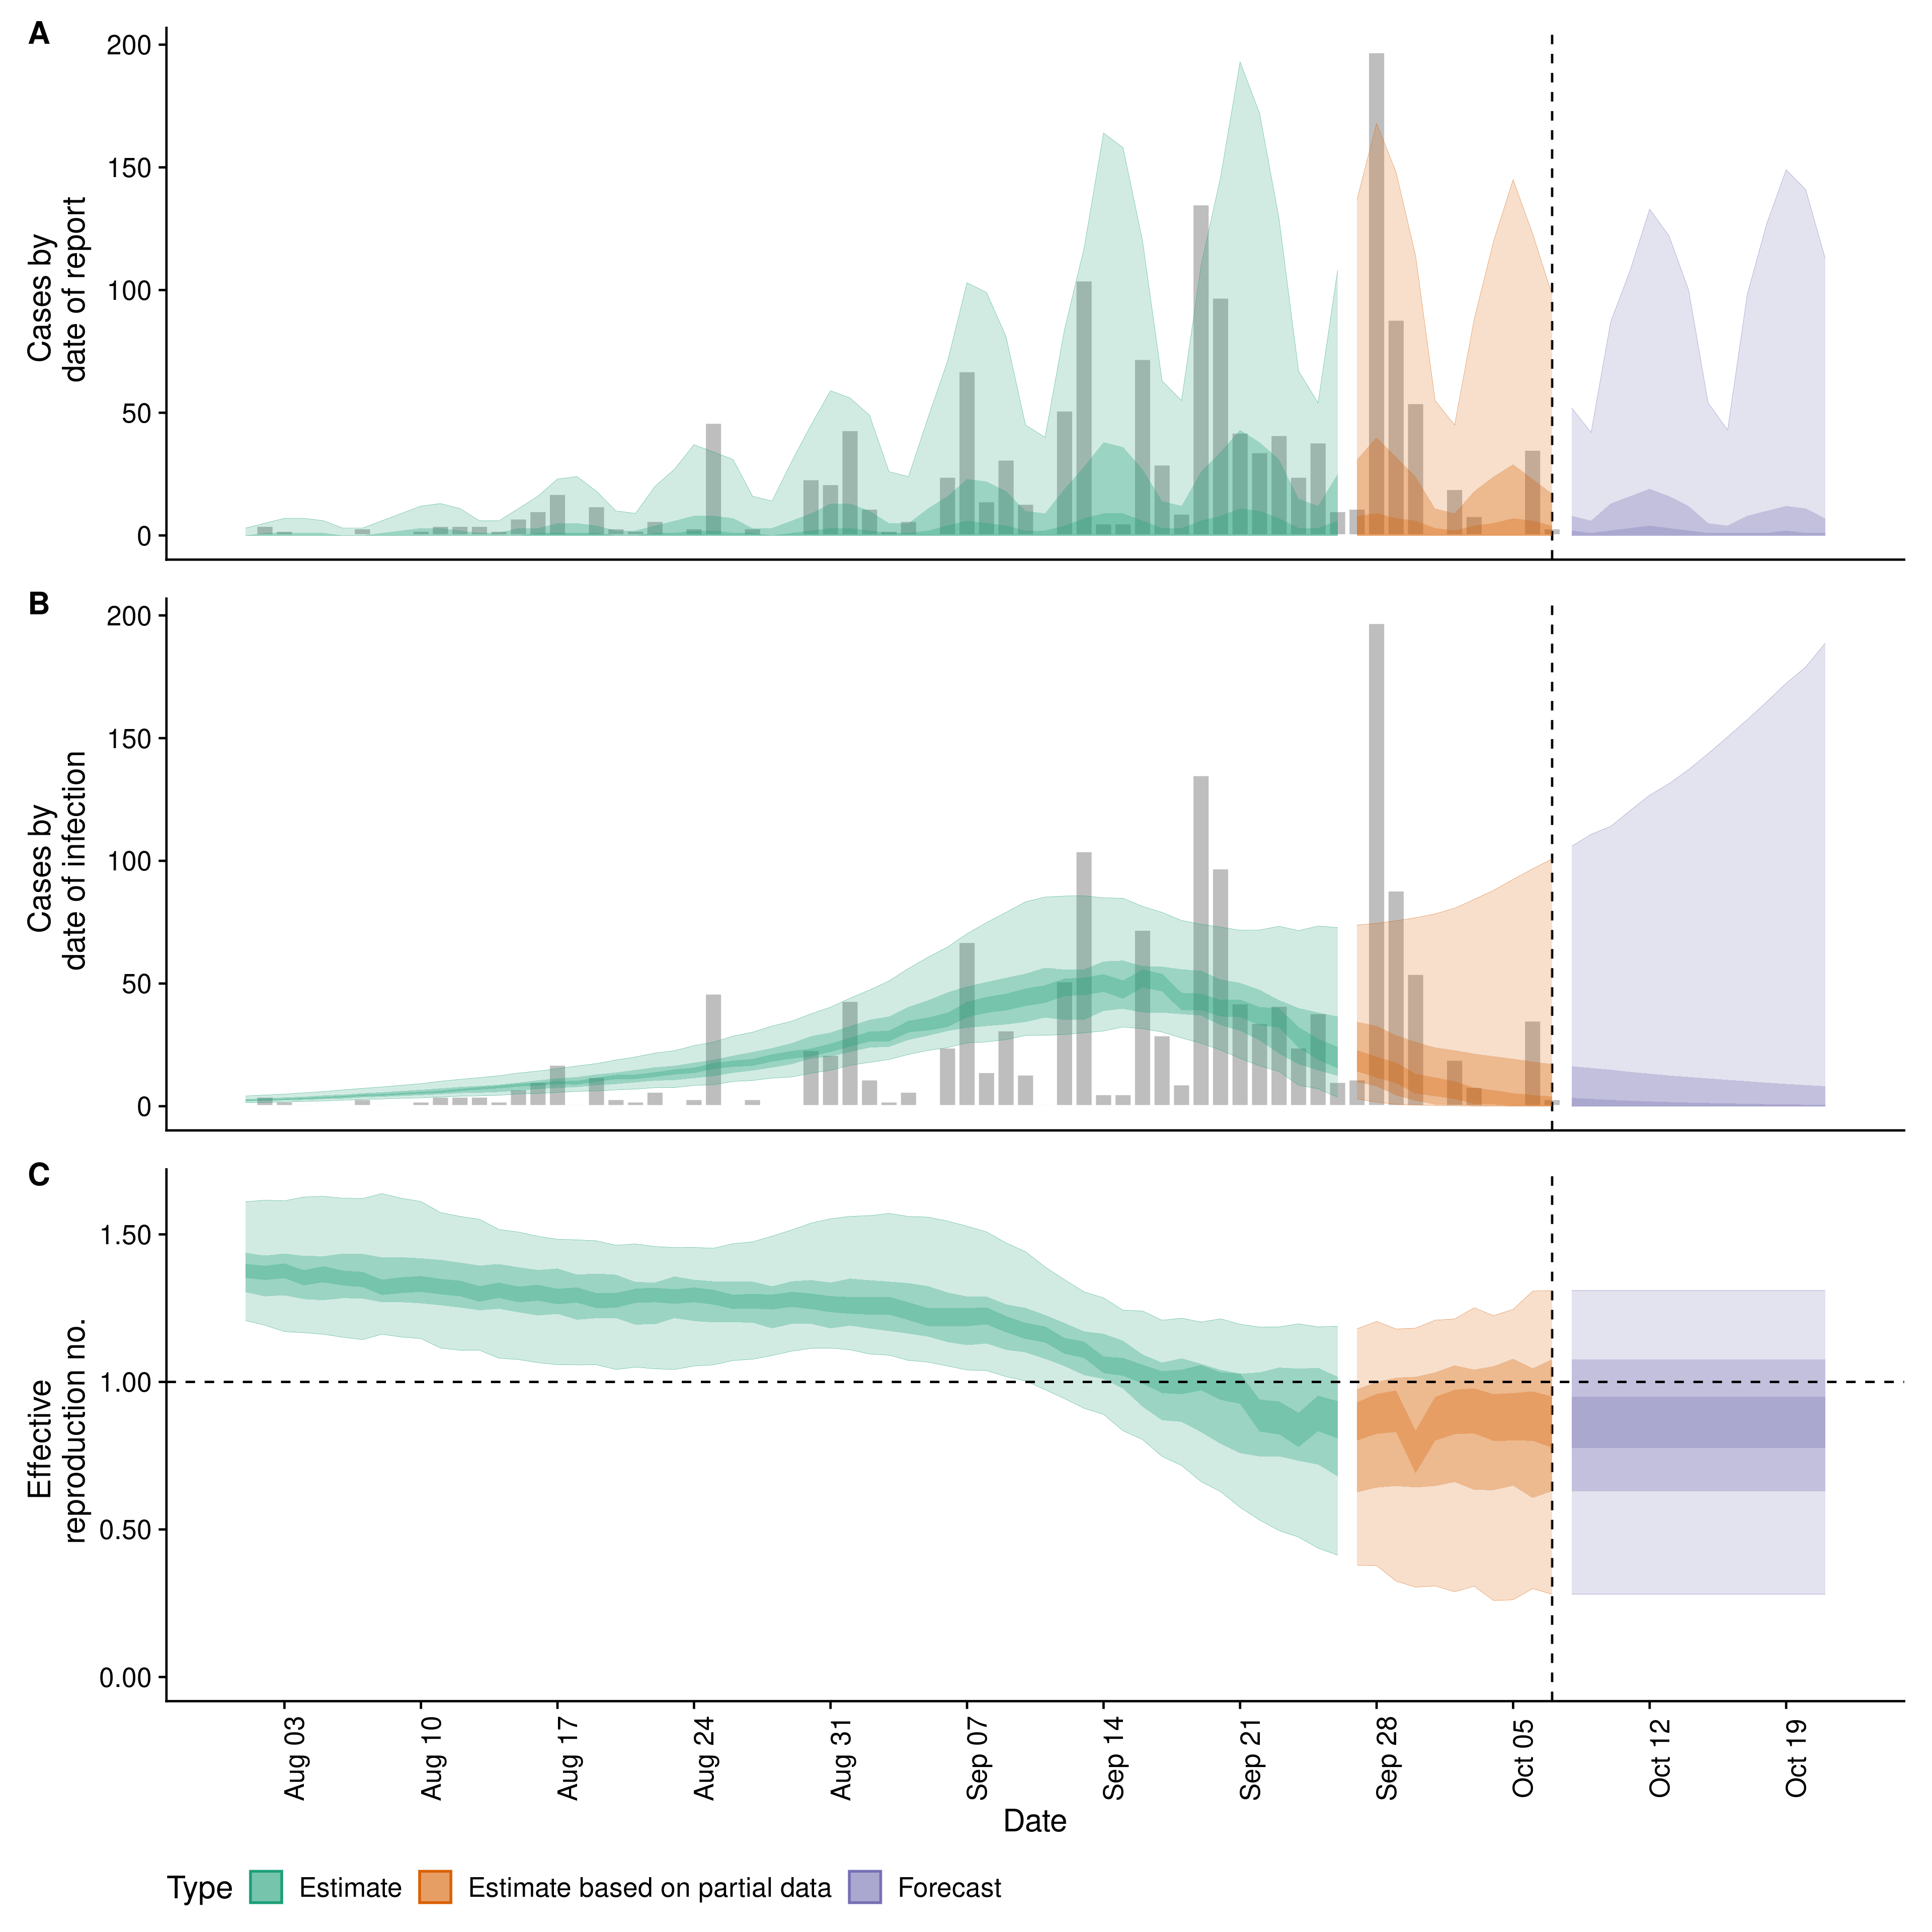 A
200
150
100
50
0
Cases by
date of report
B
200
150
100
50
0
Cases by
date of infection
C
1.50
1.00
0.50
0.00
Effective
reproduction no.
Aug 03
Aug 10
Aug 17
Aug 24
Aug 31
Sep 07
Sep 14
Sep 21
Sep 28
Oct 05
Oct 12
Oct 19
Date
Type Estimate Estimate based on partial data Forecast